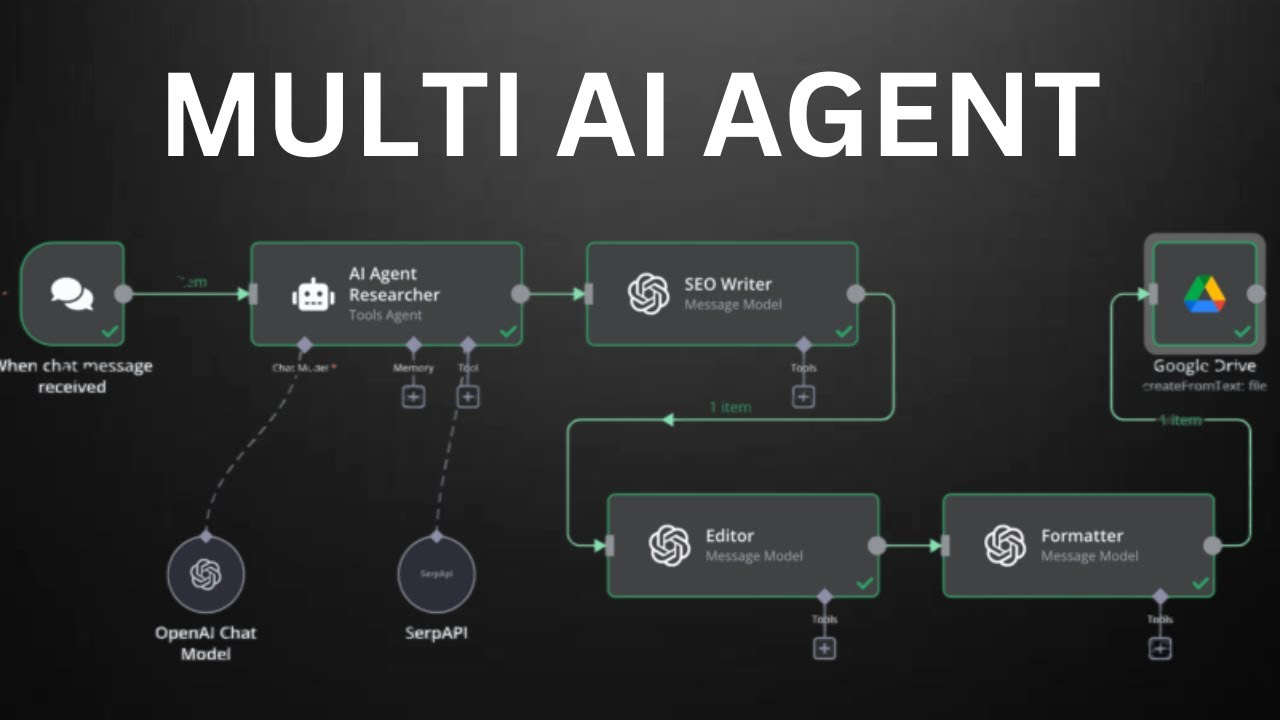 MULTI AI AGENT
AI Agent
Researcher
Tools Agent
SEO Writer
Message Model
When chat message
received
Chat Model *
Memory
Tool
Tools
Google Drive
createFromText: file
1 item
1 item
Editor
Message Model
Formatter
Message Model
Tools
Tools
SerpApi
OpenAI Chat
Model
SerpAPI